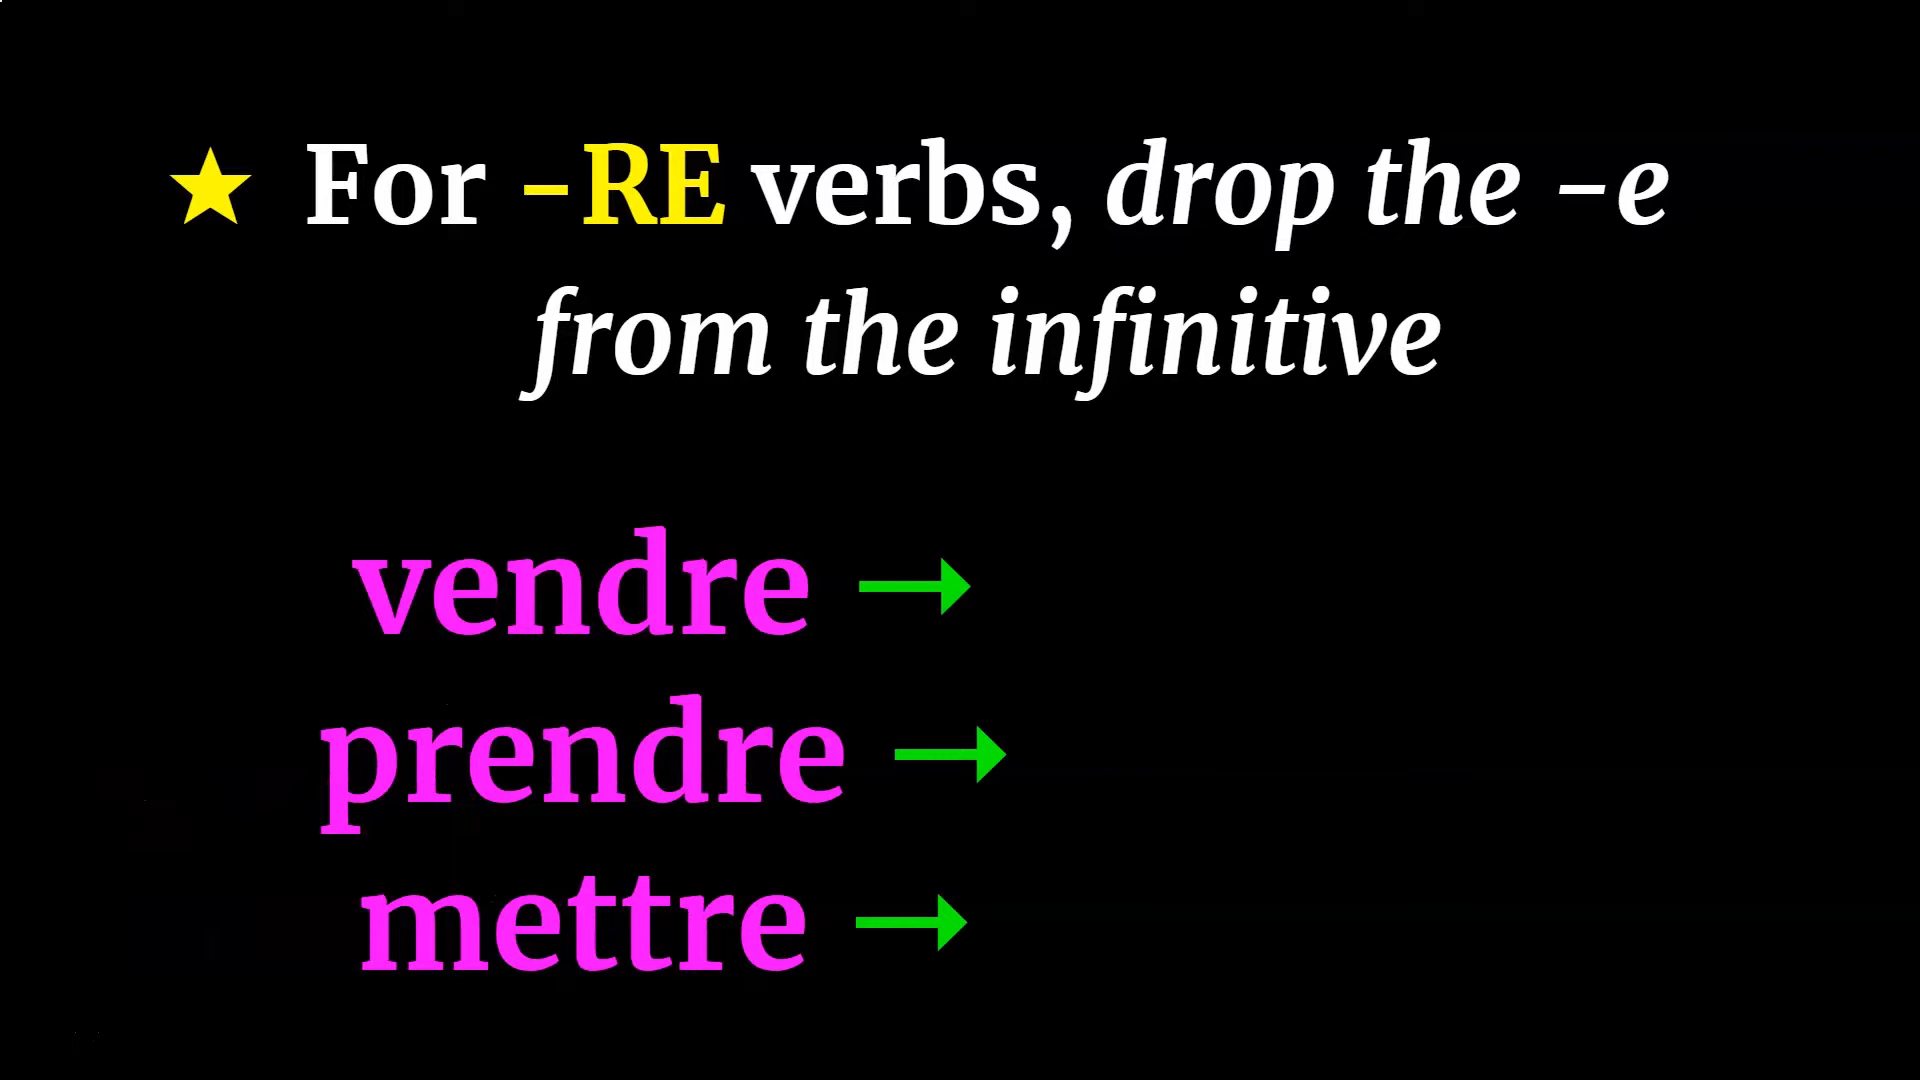 ★ For -RE verbs, drop the -e
from the infinitive
vendre →
prendre →
mettre →